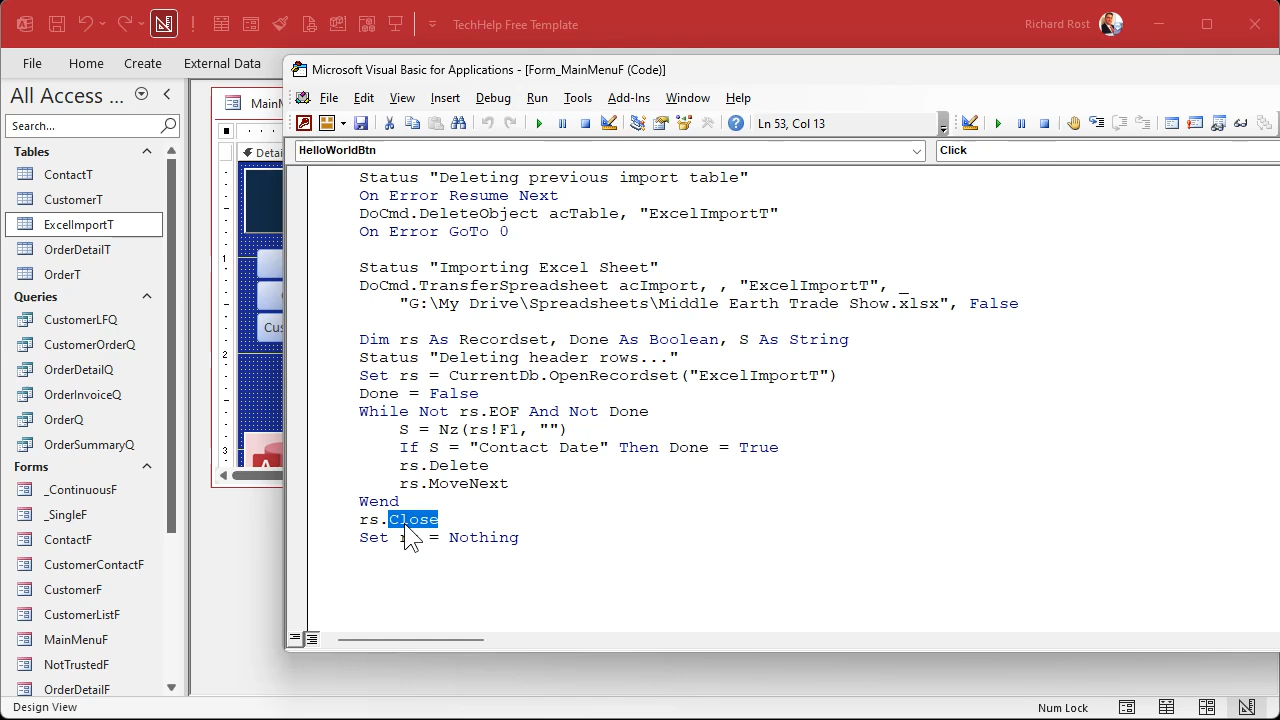 TechHelp Free Template
Richard Rost
File Home Create External Data
Microsoft Visual Basic for Applications - [Form_MainMenuF (Code)]
All Access ...
MainM
File Edit View Insert Debug Run Tools Add-Ins Window Help
Search...
Ln 53, Col 13
Tables
HelloWorldBtn
Click
Detai
ContactT
CustomerT
ExcelImportT
OrderDetailT
OrderT
Queries
CustomerLFQ
CustomerOrderQ
OrderDetailQ
OrderInvoiceQ
OrderQ
OrderSummaryQ
Forms
_ContinuousF
_SingleF
ContactF
CustomerContactF
CustomerF
CustomerListF
MainMenuF
NotTrustedF
OrderDetailF
1
Cus
2
3
A
Status "Deleting previous import table"
On Error Resume Next
DoCmd.DeleteObject acTable, "ExcelImportT"
On Error GoTo 0
Status "Importing Excel Sheet"
DoCmd.TransferSpreadsheet acImport, , "ExcelImportT", _
"G:\My Drive\Spreadsheets\Middle Earth Trade Show.xlsx", False
Dim rs As Recordset, Done As Boolean, S As String
Status "Deleting header rows..."
Set rs = CurrentDb.OpenRecordset("ExcelImportT")
Done = False
While Not rs.EOF And Not Done
S = Nz(rs!F1, "")
If S = "Contact Date" Then Done = True
rs.Delete
rs.MoveNext
Wend
rs.Close
Set = Nothing
Design View
Num Lock